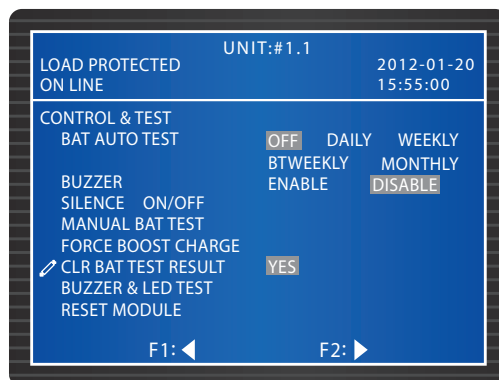 UNIT:#1.1
LOAD PROTECTED 2012-01-20
ON LINE 15:55:00
CONTROL & TEST
BAT AUTO TEST OFF DAILY WEEKLY
BTWEEKLY MONTHLY
BUZZER ENABLE DISABLE
SILENCE ON/OFF
MANUAL BAT TEST
FORCE BOOST CHARGE
CLR BAT TEST RESULT YES
BUZZER & LED TEST
RESET MODULE
F1: F2: